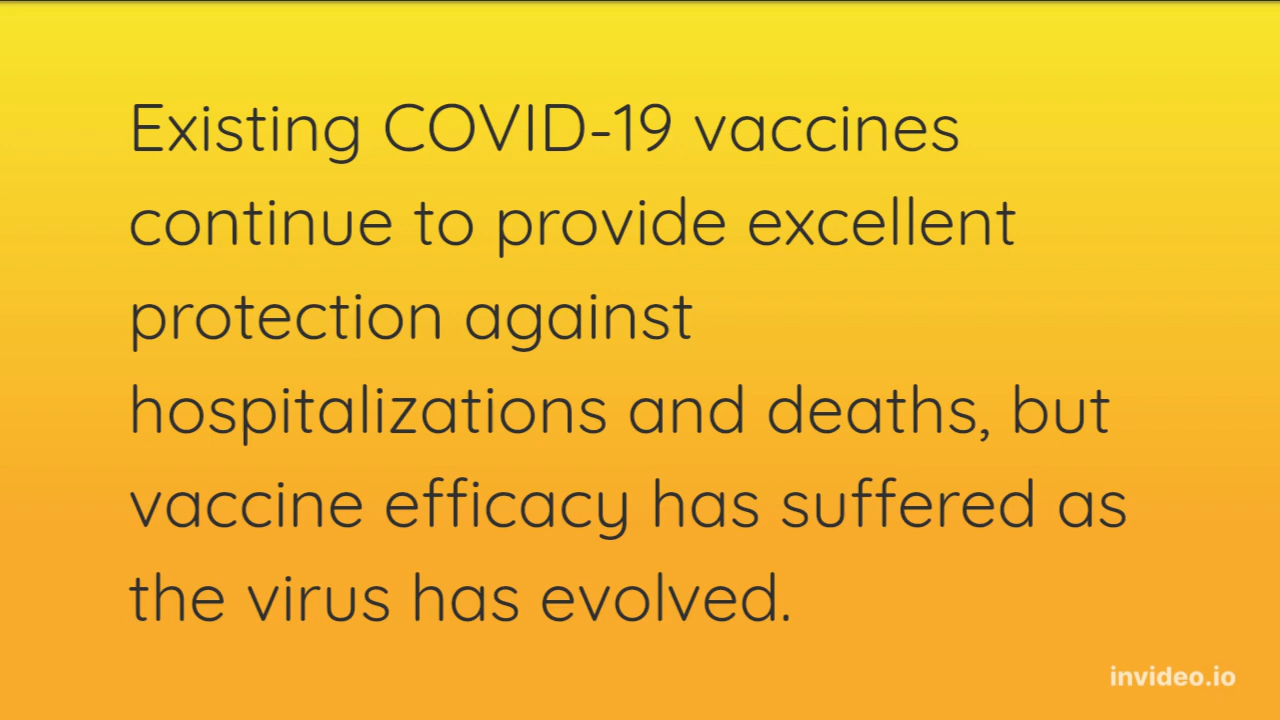 Existing COVID-19 vaccines
continue to provide excellent
protection against
hospitalizations and deaths, but
vaccine efficacy has suffered as
the virus has evolved.
invideo.io